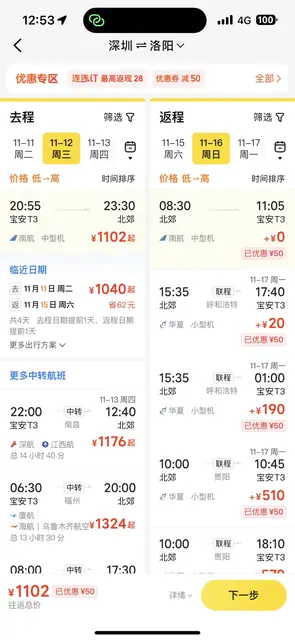 12:53
4G 100
深圳⇌洛阳
优惠专区 连连订 最高返现 28 优惠券 减 50 全部
去程 筛选
11-11 周二
11-12 周三
11-13 周四
价格 低→高 时间排序
20:55 23:30
宝安T3 北郊
南航 中型机 ¥1102起
临近日期
去 11月11日 周二 ¥1040起
返 11月15日 周六 省62元
共4天 去程日期提前1天，返程日期
提前1天
更多出行方案
更多中转航班
11-13 周四
22:00 中转 12:40
宝安T3 南昌 北郊
深航 江西航 ¥1176起
总 14 小时 40 分
06:30 中转 20:00
宝安T3 福州 北郊
厦航
海航｜乌鲁木齐航空 ¥1324起
总 13 小时 30 分
08:00 中转 17:30
返程 筛选
11-15 周六
11-16 周日
11-17 周一
价格 低→高 时间排序
08:30 11:05
北郊 宝安T3
南航 中型机 +¥0
已优惠 ¥50
11-17 周一
15:35 联程 17:40
北郊 呼和浩特 宝安T3
华夏 小型机 +¥20
已优惠 ¥50
11-17 周一
15:35 联程 01:00
北郊 呼和浩特 宝安T3
华夏 小型机 +¥190
已优惠 ¥50
11-17 周一
10:00 联程 10:45
北郊 贵阳 宝安T3
华夏 小型机 +¥510
已优惠 ¥50
10:00 联程 18:10
北郊 贵阳 宝安T3
¥1102 已优惠 ¥50
往返总价
详情
下一步